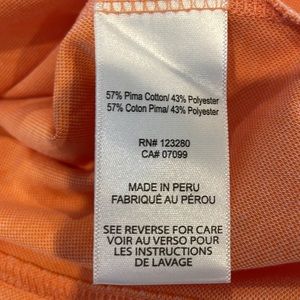 57% Pima Cotton/ 43% Polyester
57% Coton Pima/ 43% Polyester
RN# 123280
CA# 07099
MADE IN PERU
FABRIQUÉ AU PÉROU
SEE REVERSE FOR CARE
VOIR AU VERSO POUR
LES INSTRUCTIONS
DE LAVAGE